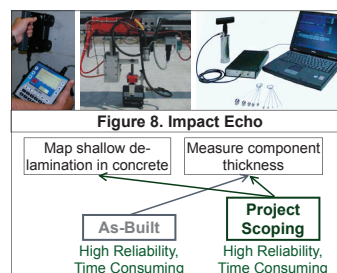 Figure 8. Impact Echo
Map shallow de-
lamination in concrete
Measure component
thickness
As-Built
High Reliability,
Time Consuming
Project
Scoping
High Reliability,
Time Consuming